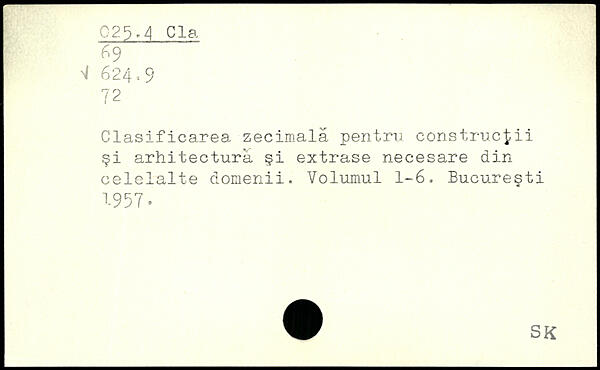 025.4 Cla
69
√ 624.9
72
Clasificarea zecimală pentru construcţii
şi arhitectură şi extrase necesare din
celelalte domenii. Volumul 1-6. Bucureşti
1957.
SK